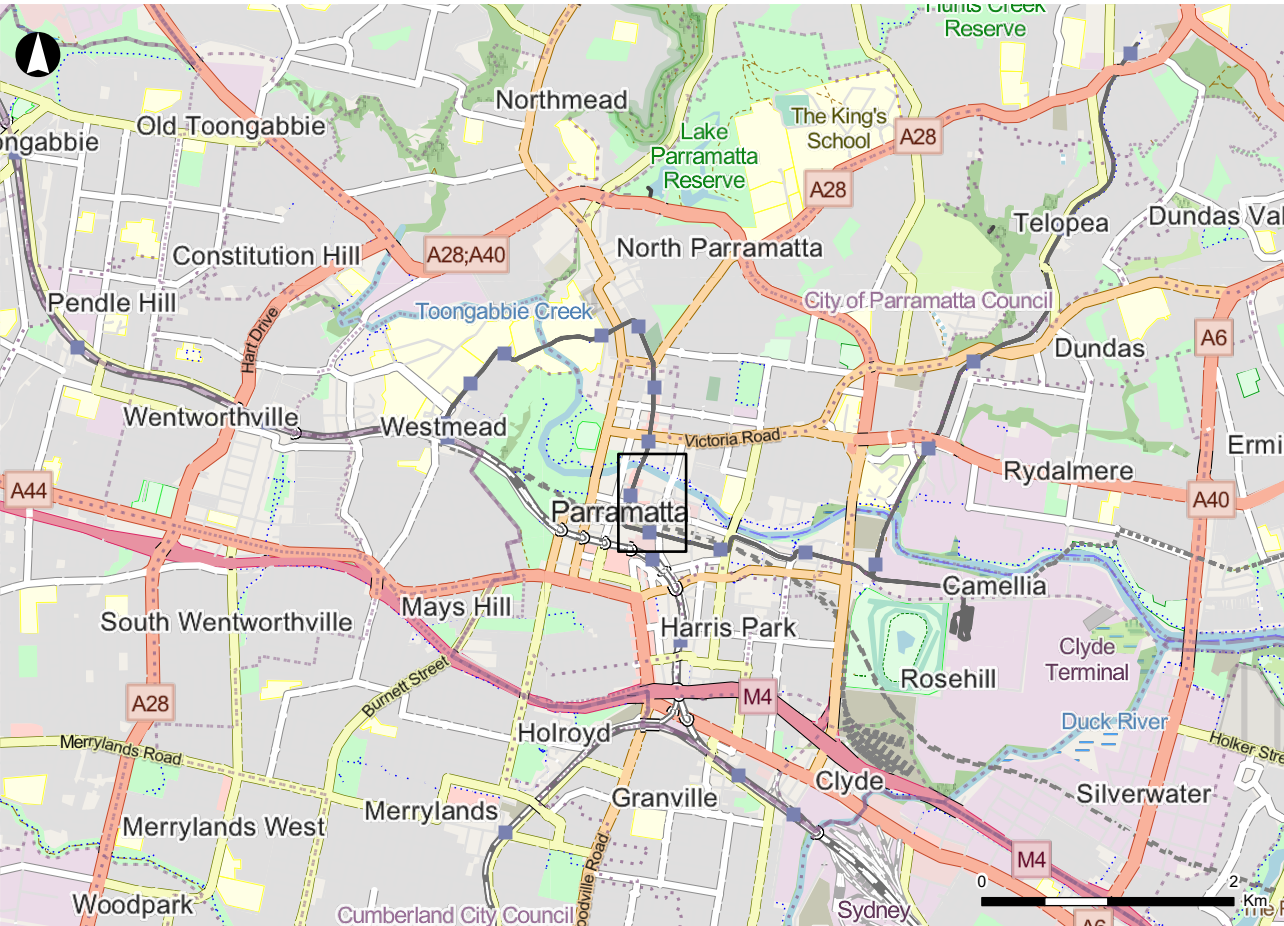 Hunts Creek
Reserve
Northmead
Old Toongabbie
ongabbie
Lake
Parramatta
Reserve
The King's
School
A28
A28
Telopea
Dundas Val
North Parramatta
A28;A40
Constitution Hill
Pendle Hill
Toongabbie Creek
City of Parramatta Council
Hart Drive
A6
Dundas
Wentworthville
Westmead
Victoria Road
Ermi
Rydalmere
A44
A40
Parramatta
Camellia
Mays Hill
South Wentworthville
Harris Park
Clyde
Terminal
Rosehill
Burnett Street
A28
M4
Duck River
Holroyd
Merrylands Road
Holker Stre
Clyde
Granville
Silverwater
Merrylands
Merrylands West
oodville Road
M4
0
2
Km
Woodpark
Cumberland City Council
Sydney
A6
The P